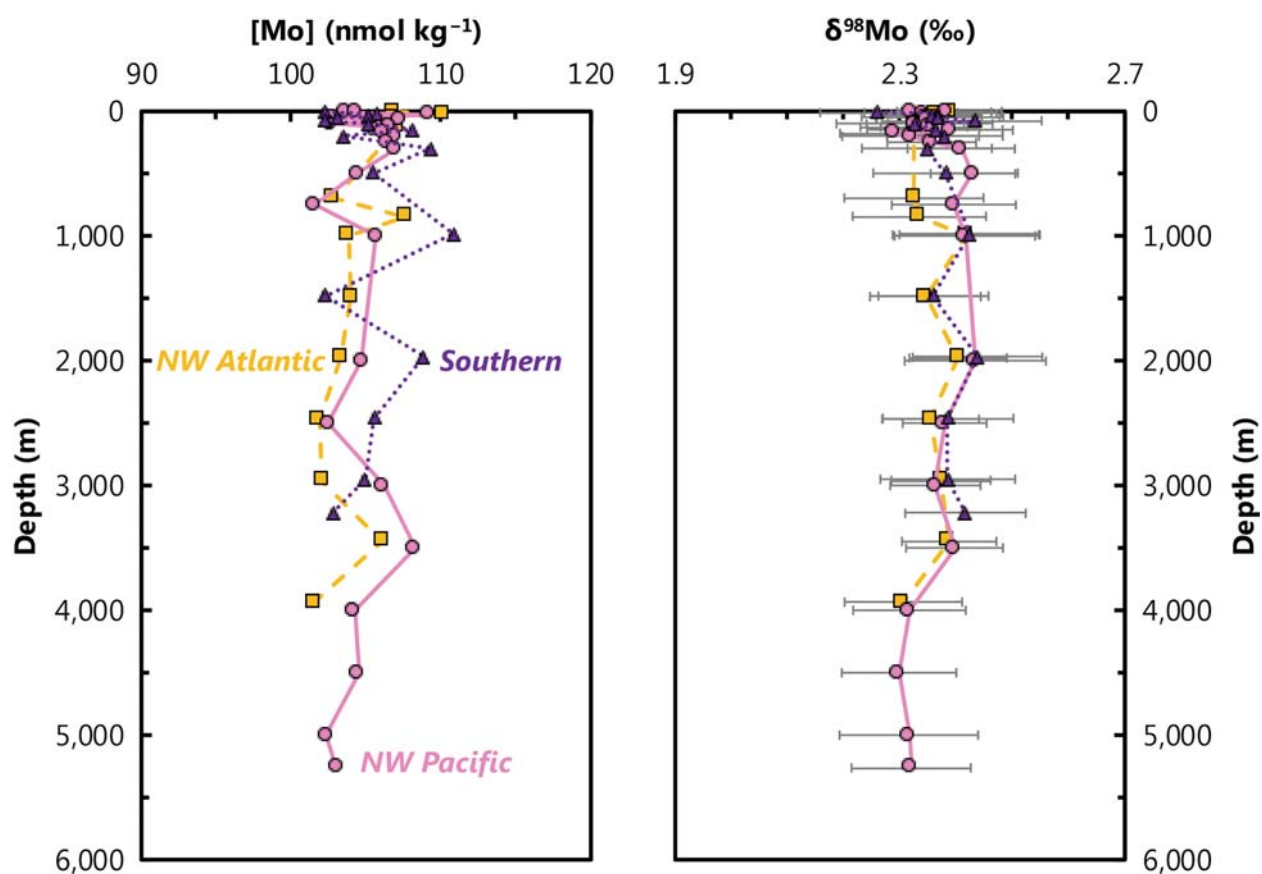 [Mo] (nmol kg⁻¹)
90 100 110 120
δ⁹⁸Mo (‰)
1.9 2.3 2.7
0
1,000
2,000
3,000
4,000
5,000
6,000
Depth (m)
NW Atlantic
Southern
NW Pacific
0
1,000
2,000
3,000
4,000
5,000
6,000
Depth (m)